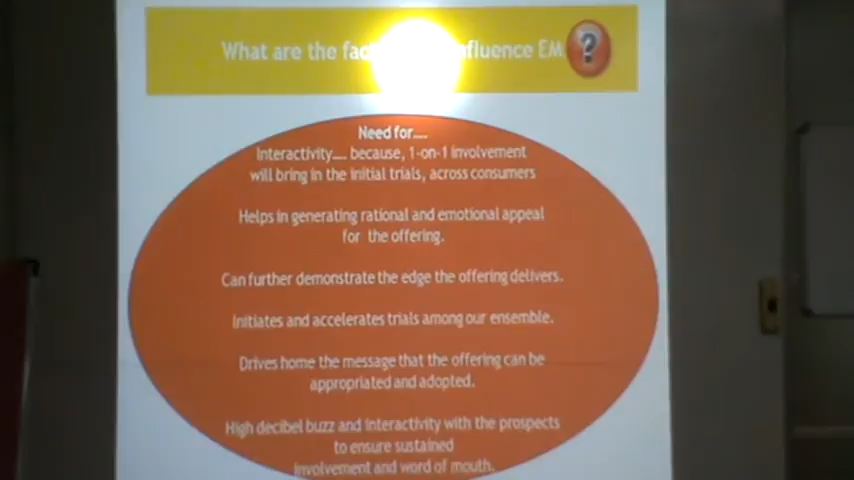 What are the fac fluence EM ?
Need for....
Interactivity.... because, 1-on-1 involvement
will bring in the initial trials, across consumers
Helps in generating rational and emotional appeal
for the offering.
Can further demonstrate the edge the offering delivers.
Initiates and accelerates trials among our ensemble.
Drives home the message that the offering can be
appropriated and adopted.
High decibel buzz and interactivity with the prospects
to ensure sustained
involvement and word of mouth.